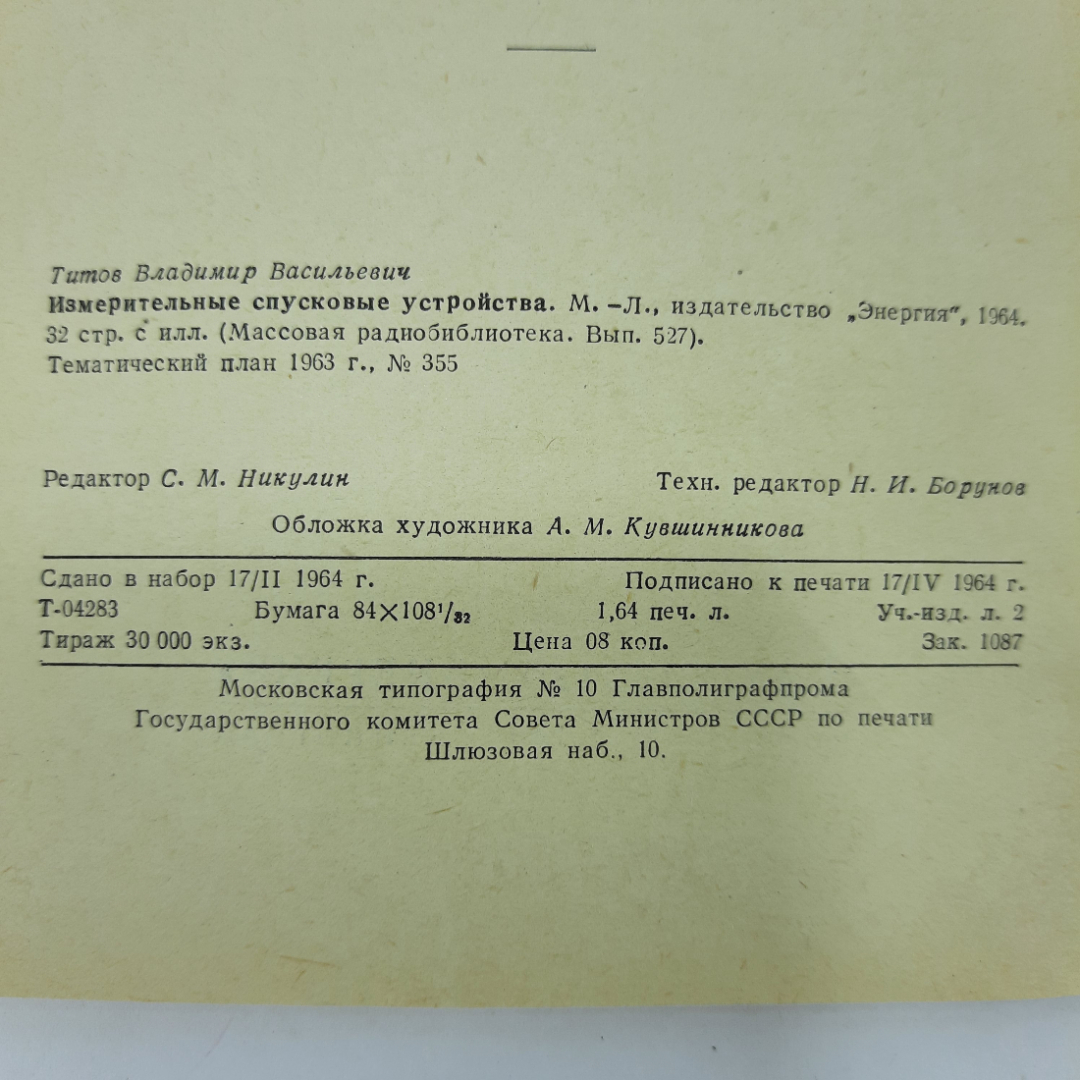 Титов Владимир Васильевич
Измерительные спусковые устройства. М. –Л., издательство „Энергия", 1964.
32 стр. с илл. (Массовая радиобиблиотека. Вып. 527).
Тематический план 1963 г., № 355
Редактор С. М. Никулин Техн. редактор Н. И. Борунов
Обложка художника А. М. Кувшинникова
Сдано в набор 17/II 1964 г. Подписано к печати 17/IV 1964 г.
Т-04283 Бумага 84×108¹/₃₂ 1,64 печ. л. Уч.-изд. л. 2
Тираж 30 000 экз. Цена 08 коп. Зак. 1087
Московская типография № 10 Главполиграфпрома
Государственного комитета Совета Министров СССР по печати
Шлюзовая наб., 10.